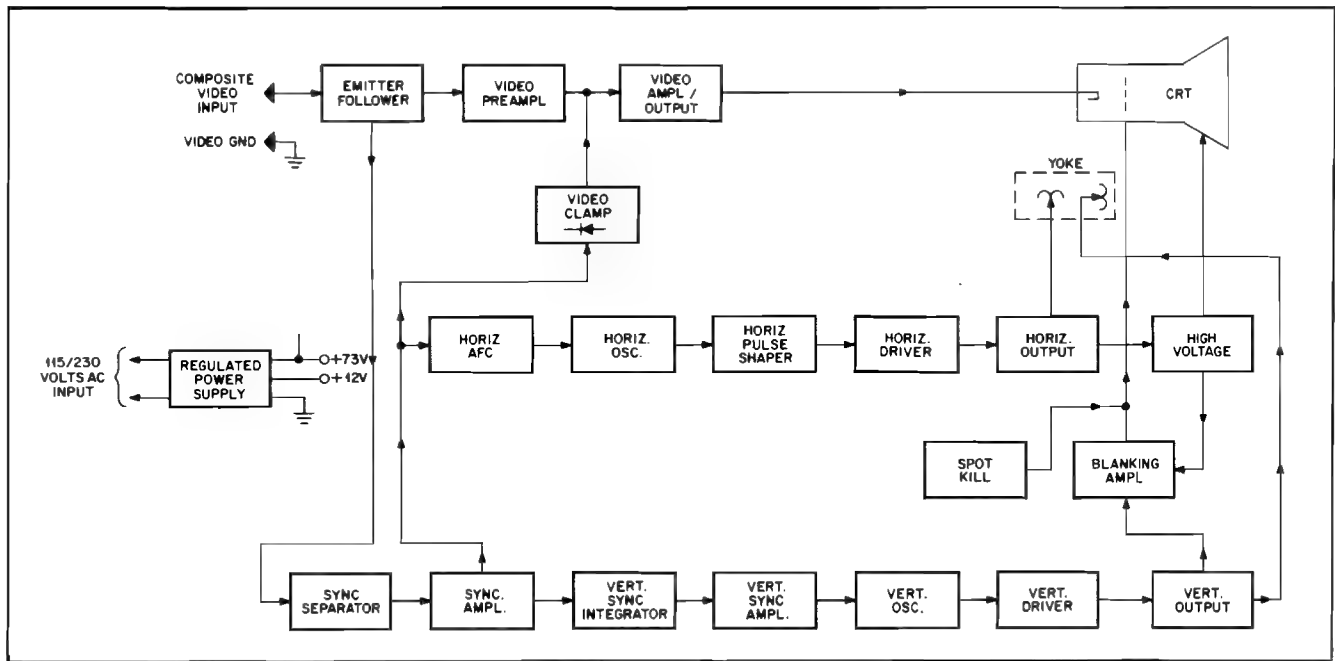 COMPOSITE
VIDEO
INPUT
VIDEO GND
EMITTER
FOLLOWER
VIDEO
PREAMPL
VIDEO
AMPL /
OUTPUT
CRT
YOKE
VIDEO
CLAMP
115/230
VOLTS AC
INPUT
REGULATED
POWER
SUPPLY
+73V
+12V
HORIZ
AFC
HORIZ.
OSC.
HORIZ
PULSE
SHAPER
HORIZ.
DRIVER
HORIZ.
OUTPUT
HIGH
VOLTAGE
SPOT
KILL
BLANKING
AMPL
SYNC
SEPARATOR
SYNC.
AMPL.
VERT.
SYNC
INTEGRATOR
VERT.
SYNC
AMPL.
VERT.
OSC.
VERT.
DRIVER
VERT.
OUTPUT